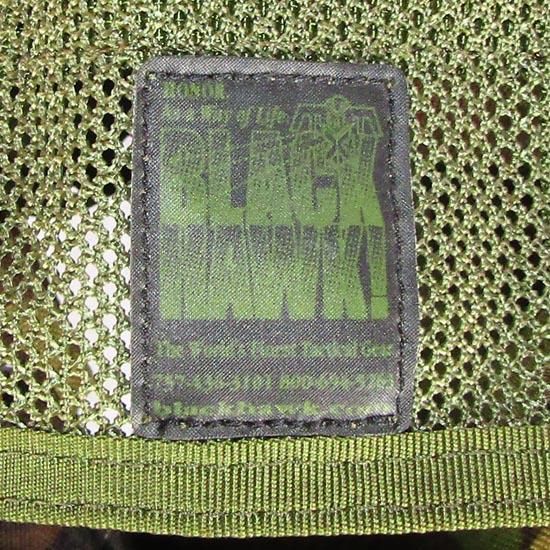 HONOR
As a Way of Life
BLACK
HAWK!
The World's Finest Tactical Gear
757-436-3101 800-694-5263
blackhawk.com